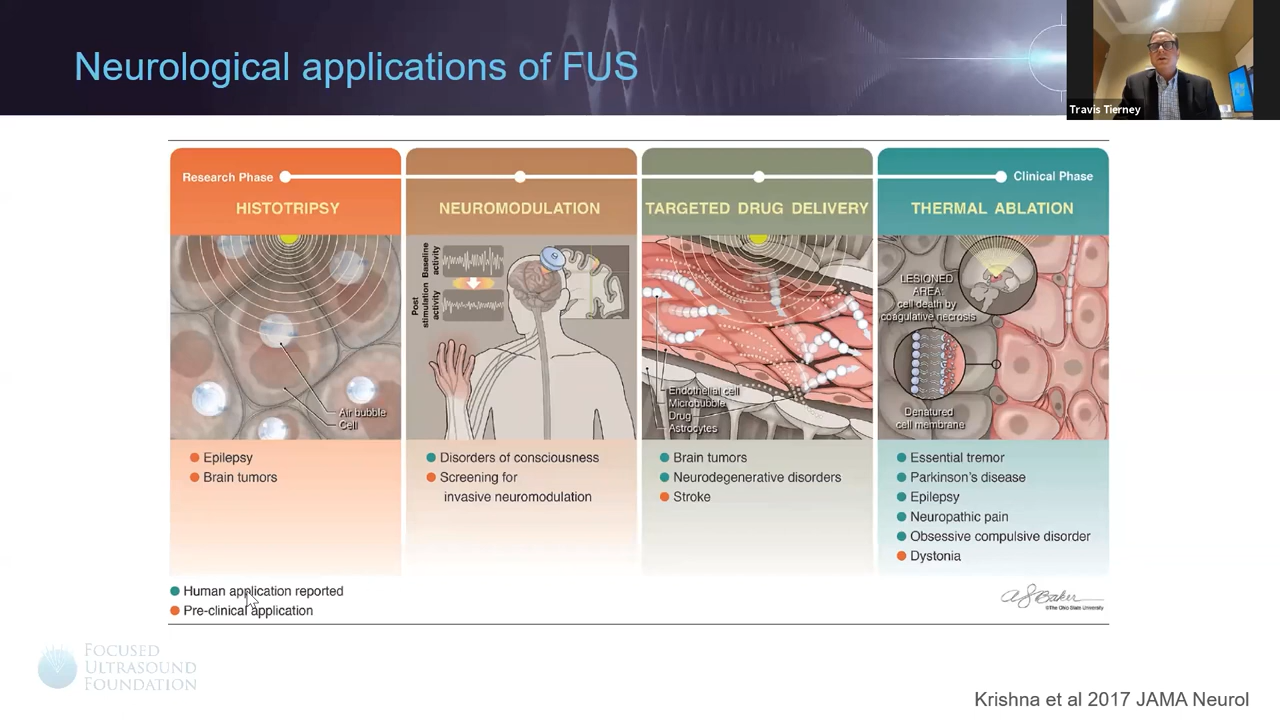 Neurological applications of FUS
Travis Tierney
Research Phase
Clinical Phase
HISTOTRIPSY
NEUROMODULATION
TARGETED DRUG DELIVERY
THERMAL ABLATION
Air bubble
Cell
Baseline
activity
Post
stimulation
activity
Endothelial cell
Microbubble
Drug
Astrocytes
LESIONED
AREA:
cell death by
coagulative necrosis
Denatured
cell membrane
Epilepsy
Brain tumors
Disorders of consciousness
Screening for
invasive neuromodulation
Brain tumors
Neurodegenerative disorders
Stroke
Essential tremor
Parkinson's disease
Epilepsy
Neuropathic pain
Obsessive compulsive disorder
Dystonia
Human application reported
Pre-clinical application
Baker
©The Ohio State University
FOCUSED
ULTRASOUND
FOUNDATION
Krishna et al 2017 JAMA Neurol